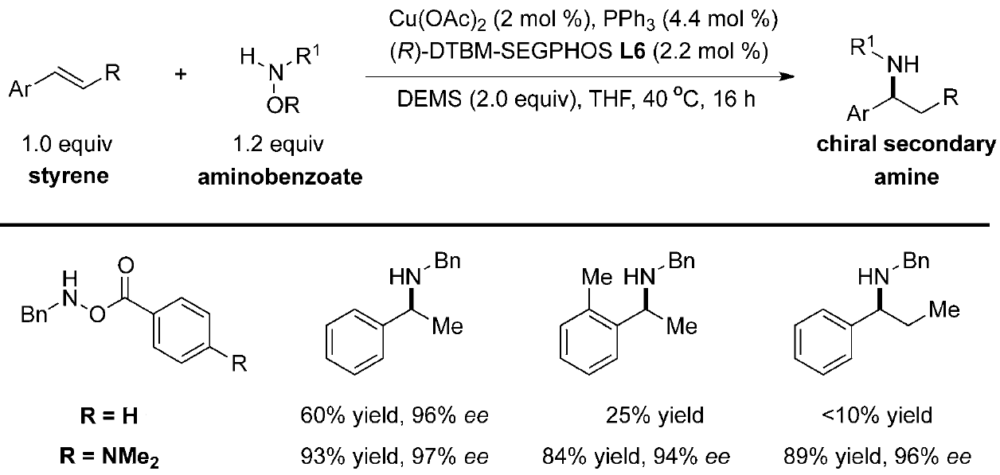 Cu(OAc)2 (2 mol %), PPh3 (4.4 mol %)
(R)-DTBM-SEGPHOS L6 (2.2 mol %)
DEMS (2.0 equiv), THF, 40 °C, 16 h
Ar R
+
H N R1
OR
R1 NH
Ar R
1.0 equiv 1.2 equiv chiral secondary
styrene aminobenzoate amine
H O
Bn N O
R
HN Bn
Me
Me HN Bn
Me
HN Bn
Me
R = H 60% yield, 96% ee 25% yield <10% yield
R = NMe2 93% yield, 97% ee 84% yield, 94% ee 89% yield, 96% ee